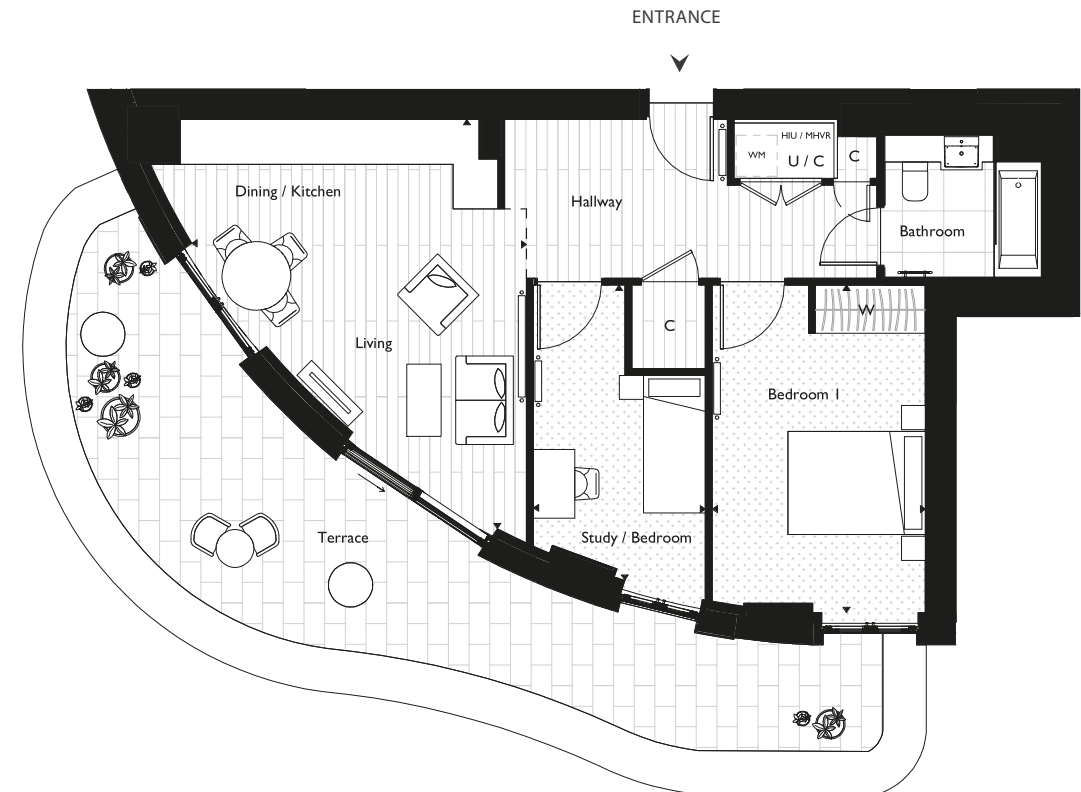 ENTRANCE
HIU / MHVR
WM
U / C
C
Dining / Kitchen
Hallway
Bathroom
W
C
Living
Bedroom 1
Study / Bedroom
Terrace